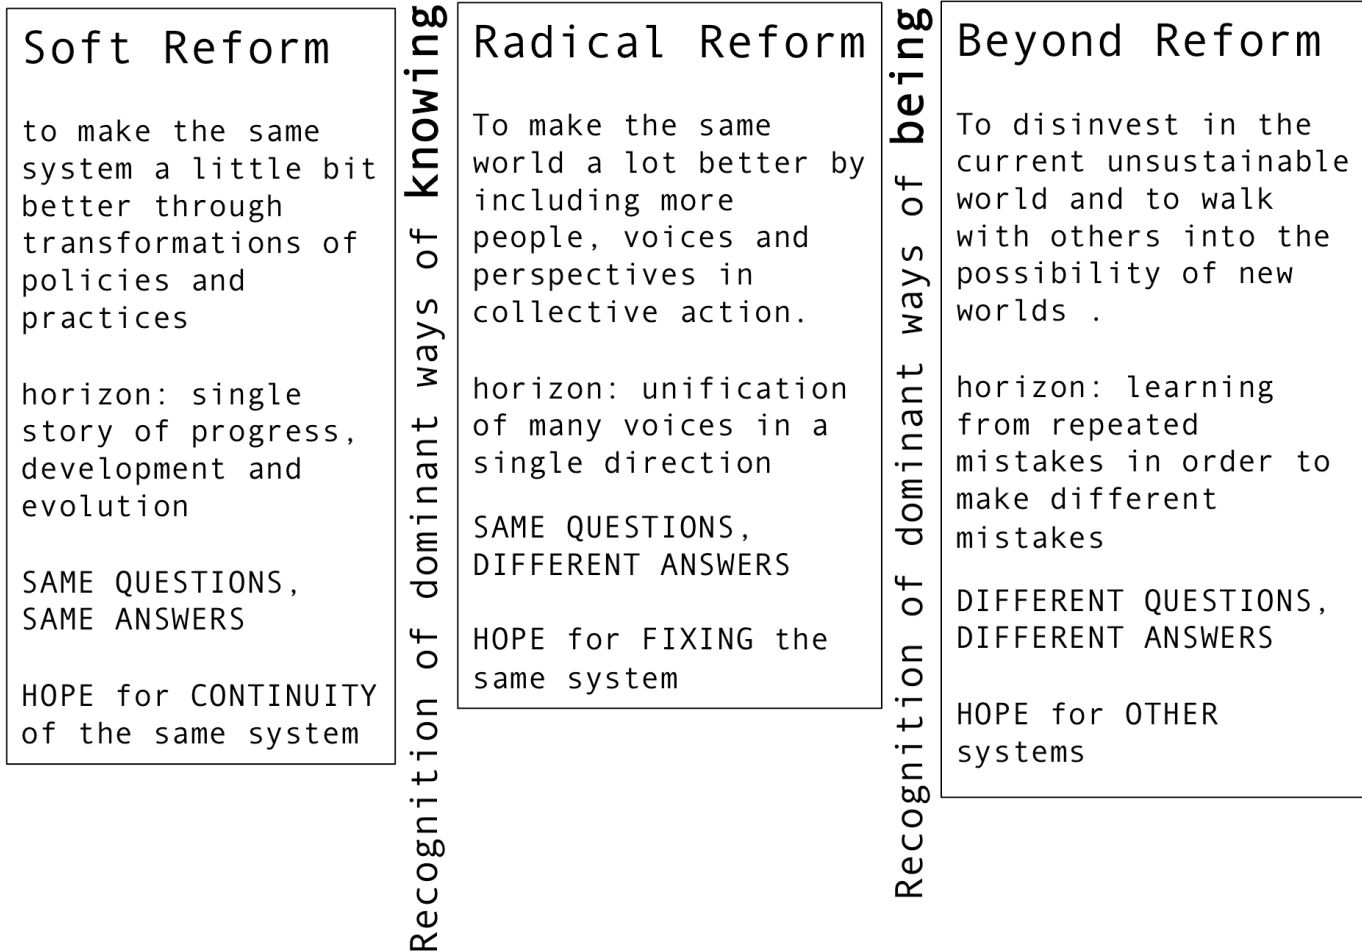 Soft Reform
to make the same
system a little bit
better through
transformations of
policies and
practices
horizon: single
story of progress,
development and
evolution
SAME QUESTIONS,
SAME ANSWERS
HOPE for CONTINUITY
of the same system
Recognition of dominant ways of knowing
Radical Reform
To make the same
world a lot better by
including more
people, voices and
perspectives in
collective action.
horizon: unification
of many voices in a
single direction
SAME QUESTIONS,
DIFFERENT ANSWERS
HOPE for FIXING the
same system
Recognition of dominant ways of being
Beyond Reform
To disinvest in the
current unsustainable
world and to walk
with others into the
possibility of new
worlds .
horizon: learning
from repeated
mistakes in order to
make different
mistakes
DIFFERENT QUESTIONS,
DIFFERENT ANSWERS
HOPE for OTHER
systems